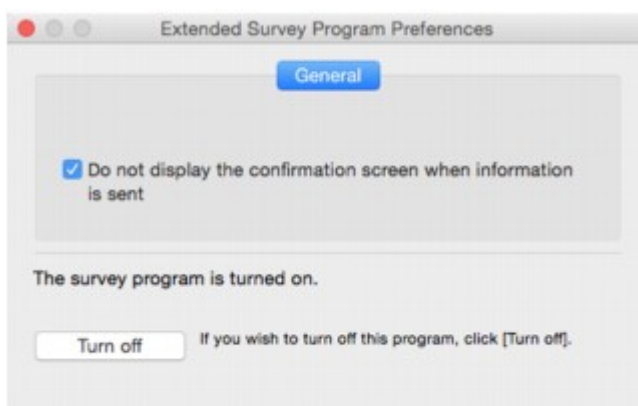 Extended Survey Program Preferences
General
Do not display the confirmation screen when information
is sent
The survey program is turned on.
Turn off
If you wish to turn off this program, click [Turn off].